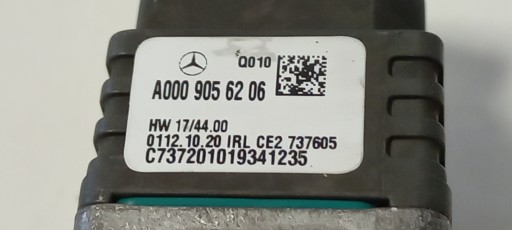 Q010
A000 905 62 06
HW 17/44.00
0112.10.20 IRL CE2 737605
C737201019341235